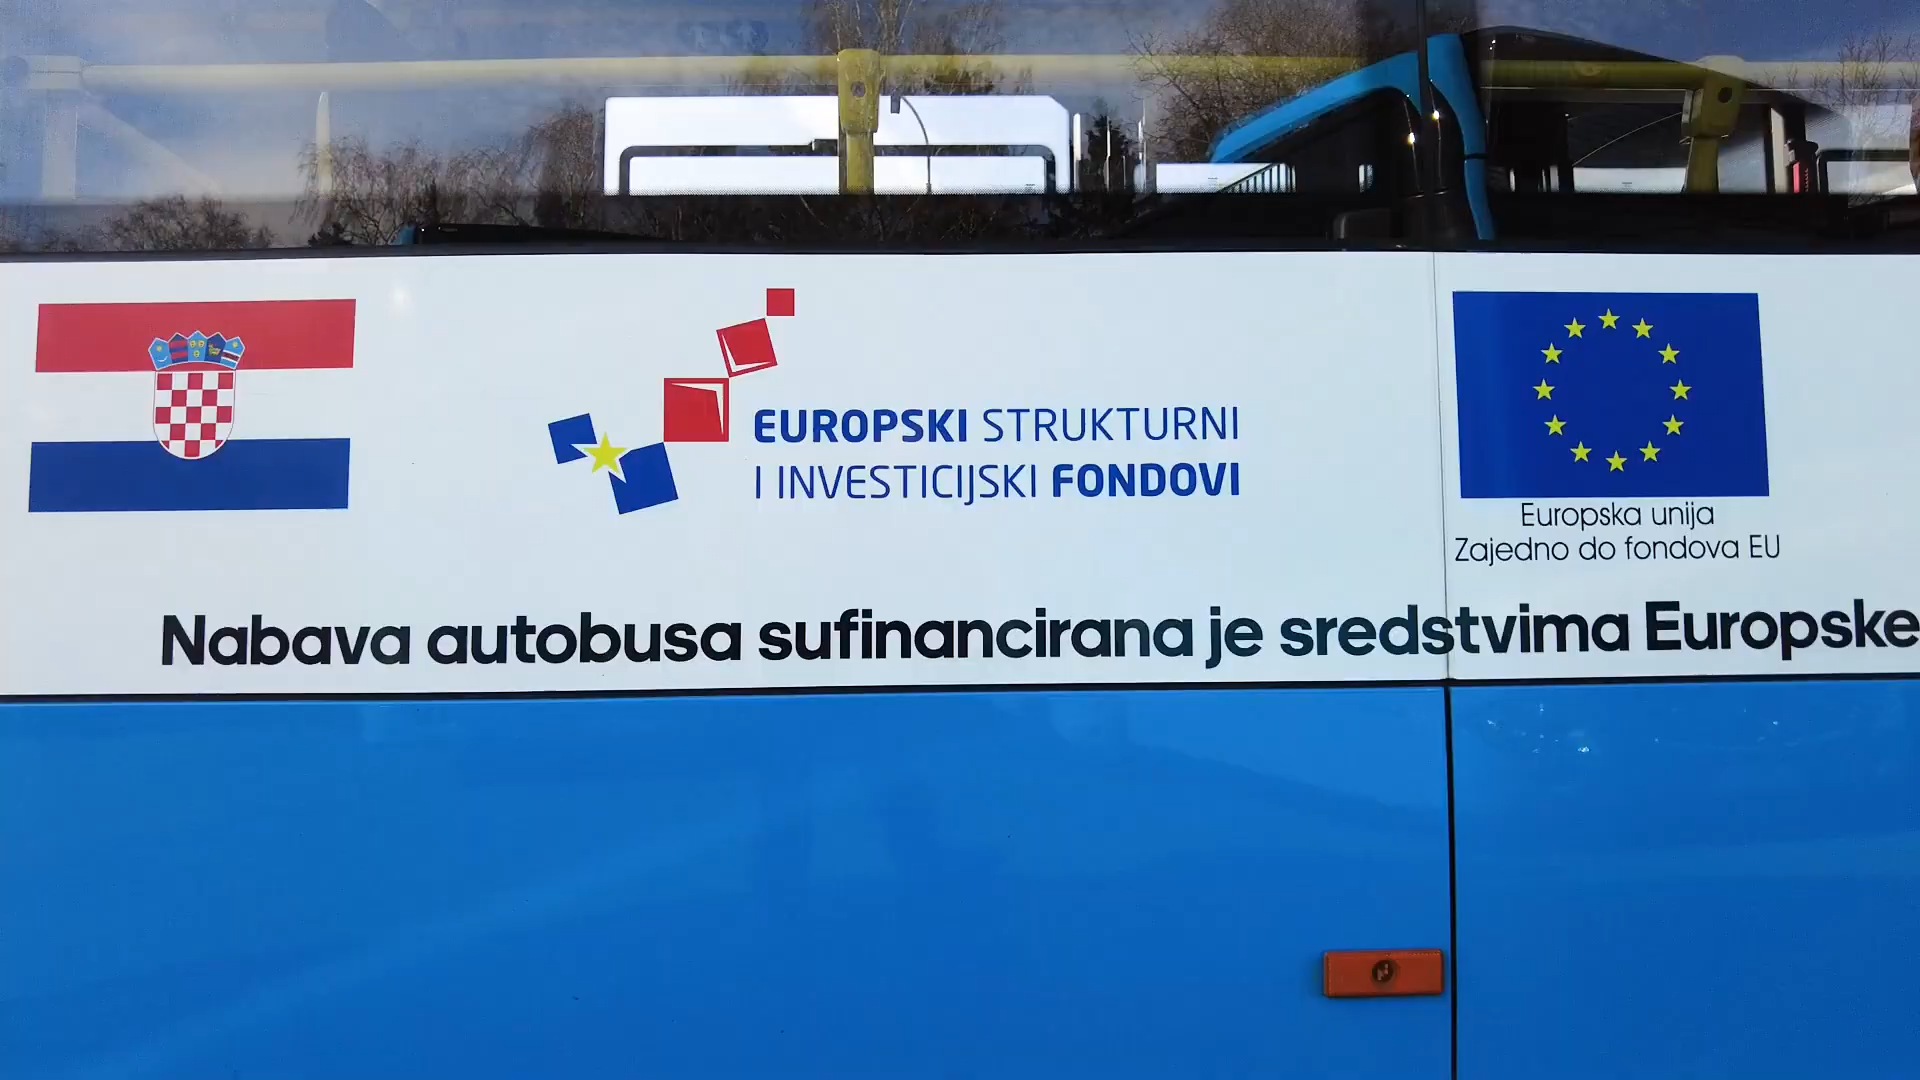 EUROPSKI STRUKTURNI
I INVESTICIJSKI FONDOVI
Europska unija
Zajedno do fondova EU
Nabava autobusa sufinancirana je sredstvima Europske